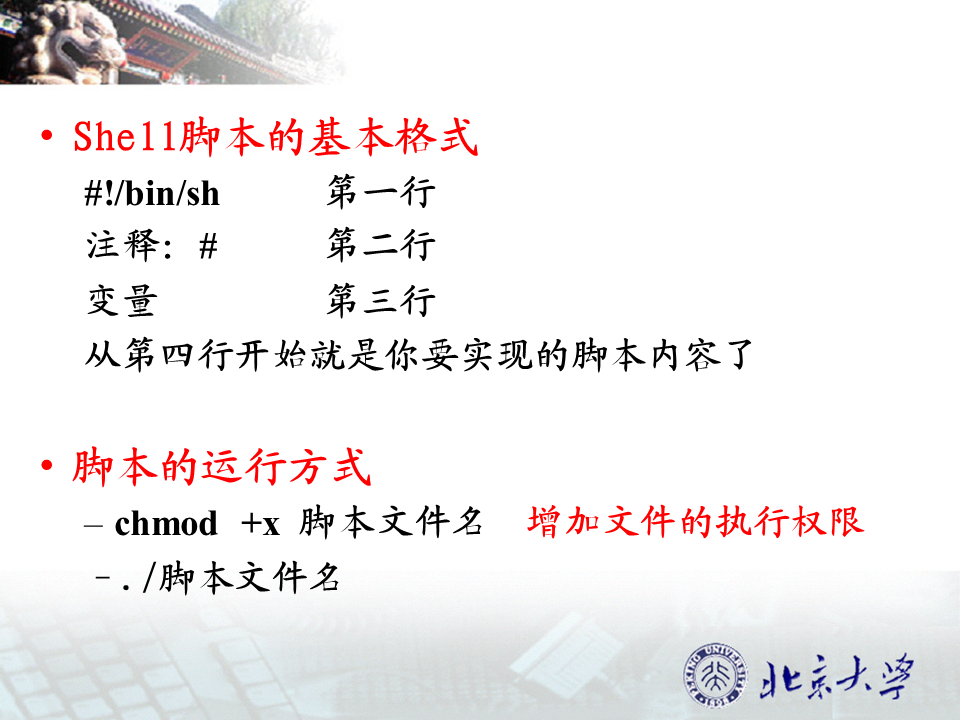 • Shell脚本的基本格式
#!/bin/sh 第一行
注释：# 第二行
变量 第三行
从第四行开始就是你要实现的脚本内容了
• 脚本的运行方式
– chmod +x 脚本文件名 增加文件的执行权限
– ./脚本文件名
PEKING UNIVERSITY
1898
北京大学